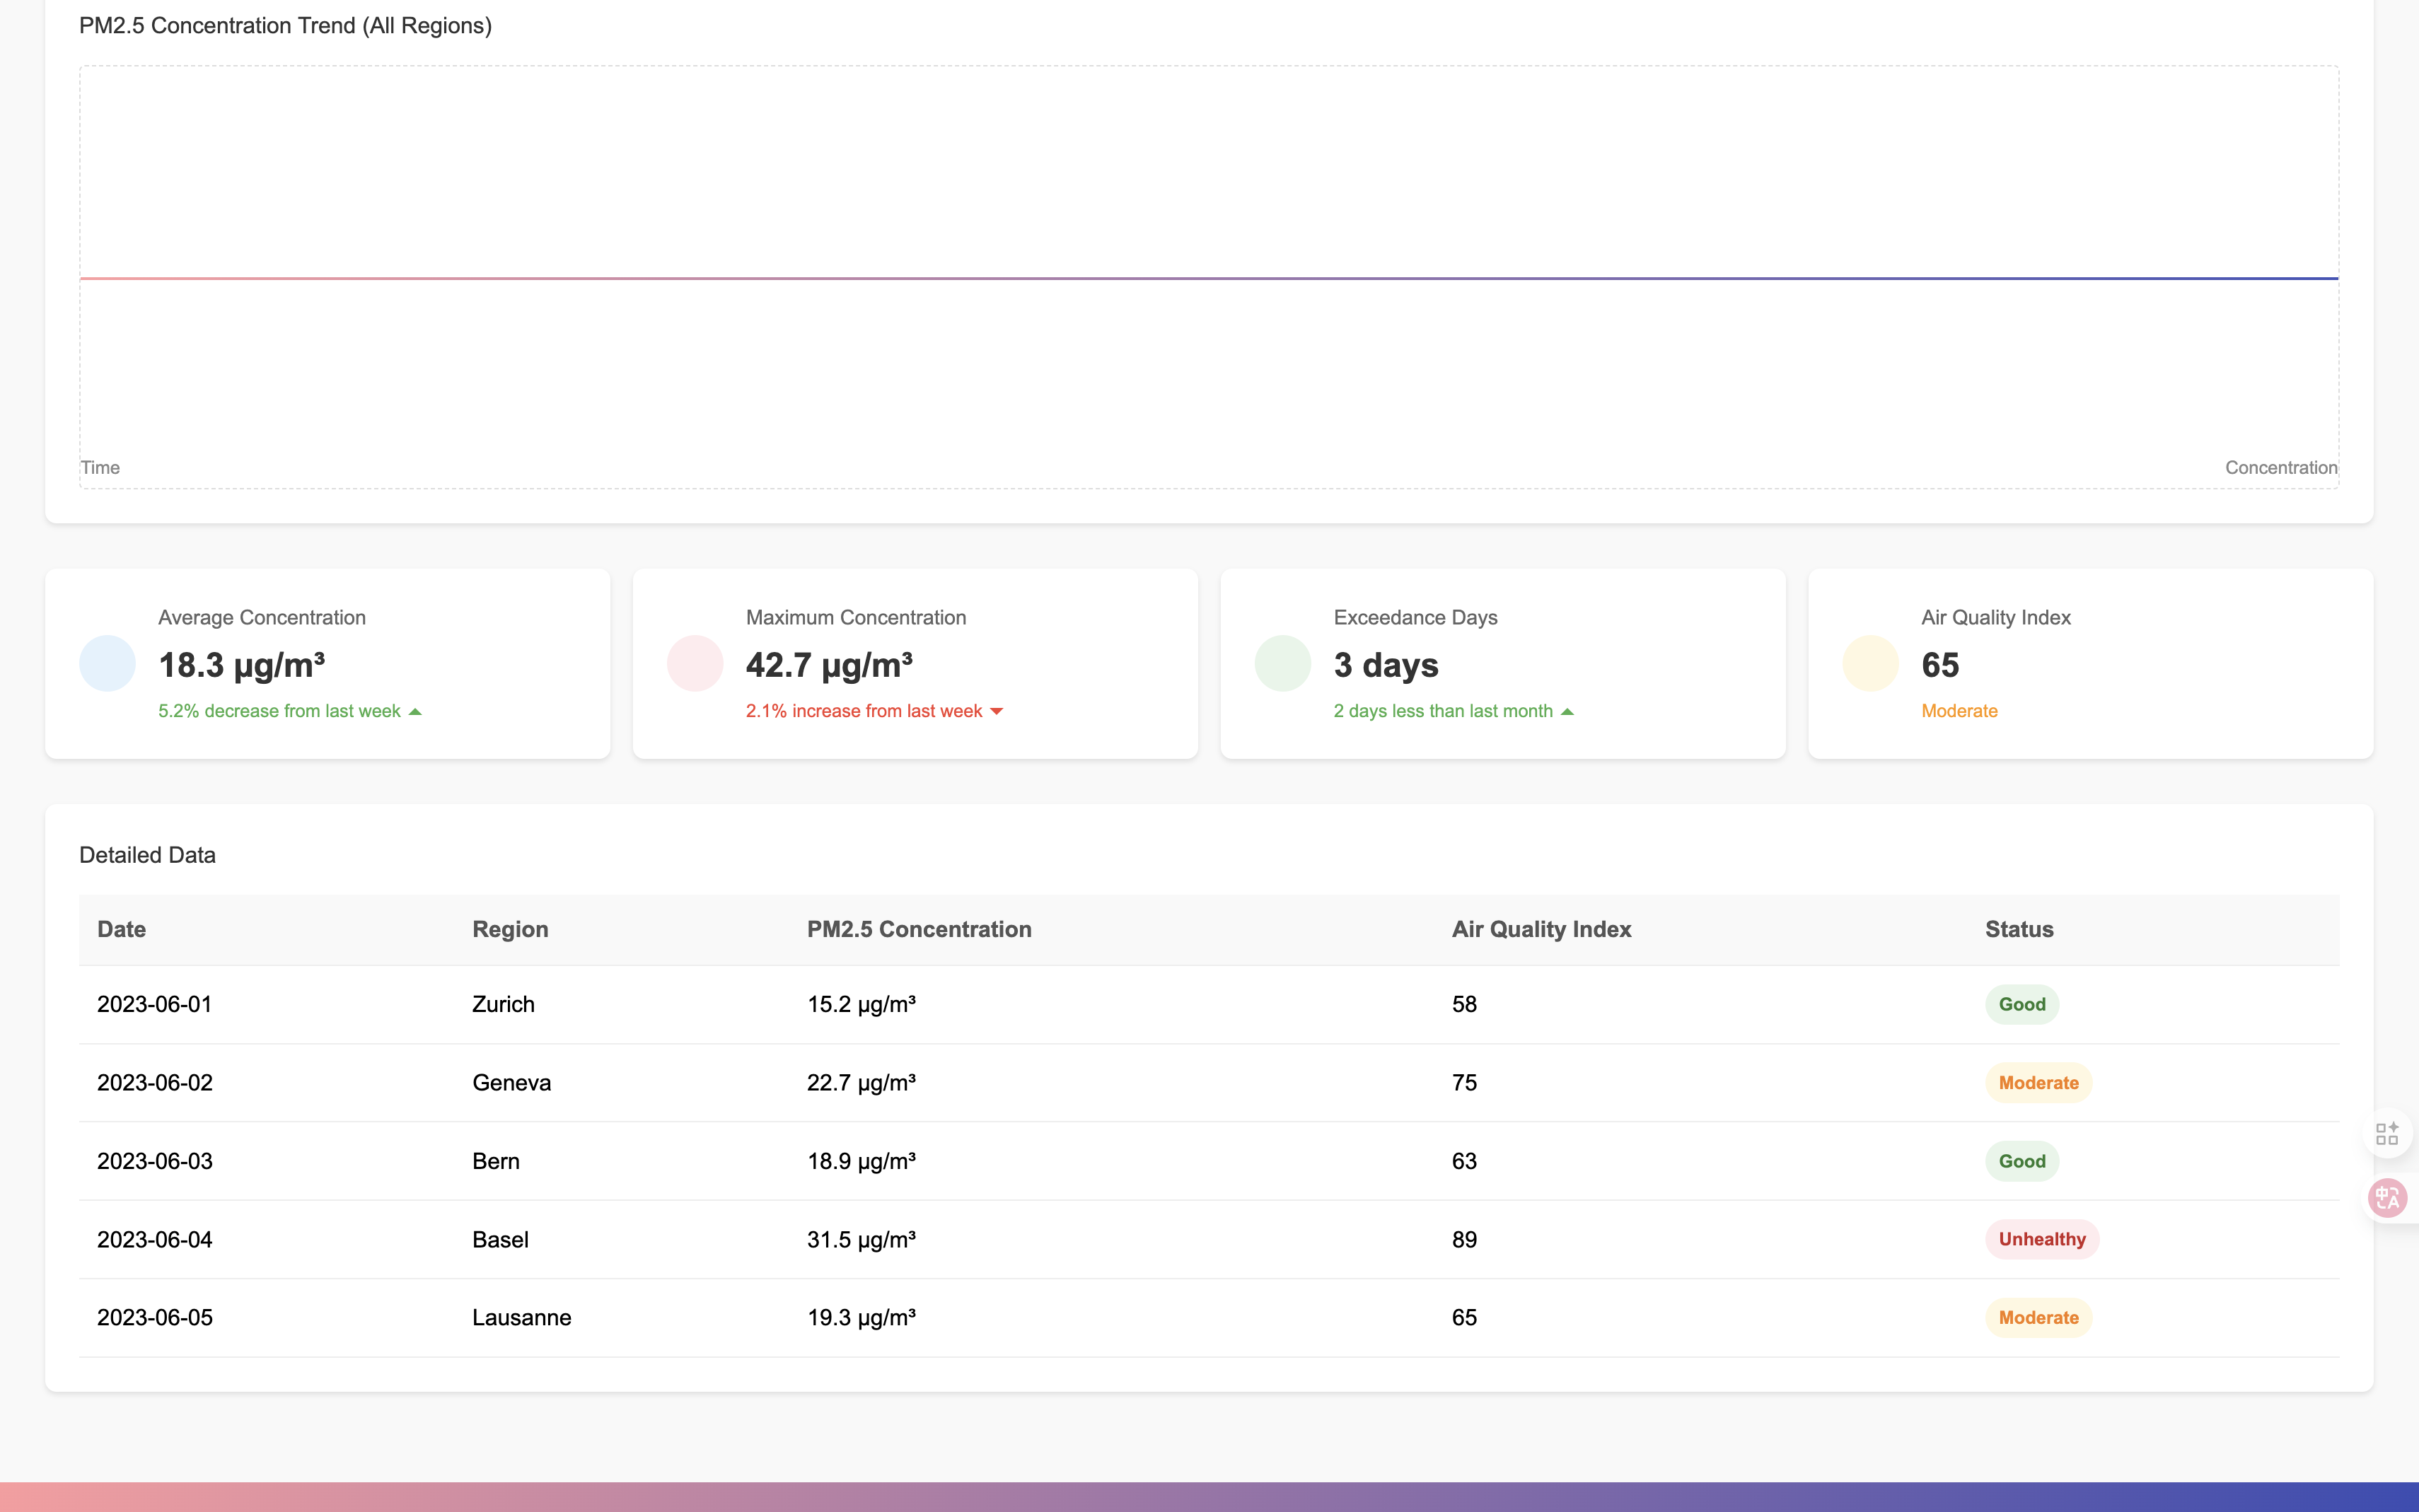 PM2.5 Concentration Trend (All Regions)
Time
Concentration
Average Concentration
18.3 µg/m³
5.2% decrease from last week
Maximum Concentration
42.7 µg/m³
2.1% increase from last week
Exceedance Days
3 days
2 days less than last month
Air Quality Index
65
Moderate
Detailed Data
Date Region PM2.5 Concentration Air Quality Index Status
2023-06-01 Zurich 15.2 µg/m³ 58 Good
2023-06-02 Geneva 22.7 µg/m³ 75 Moderate
2023-06-03 Bern 18.9 µg/m³ 63 Good
2023-06-04 Basel 31.5 µg/m³ 89 Unhealthy
2023-06-05 Lausanne 19.3 µg/m³ 65 Moderate
中A